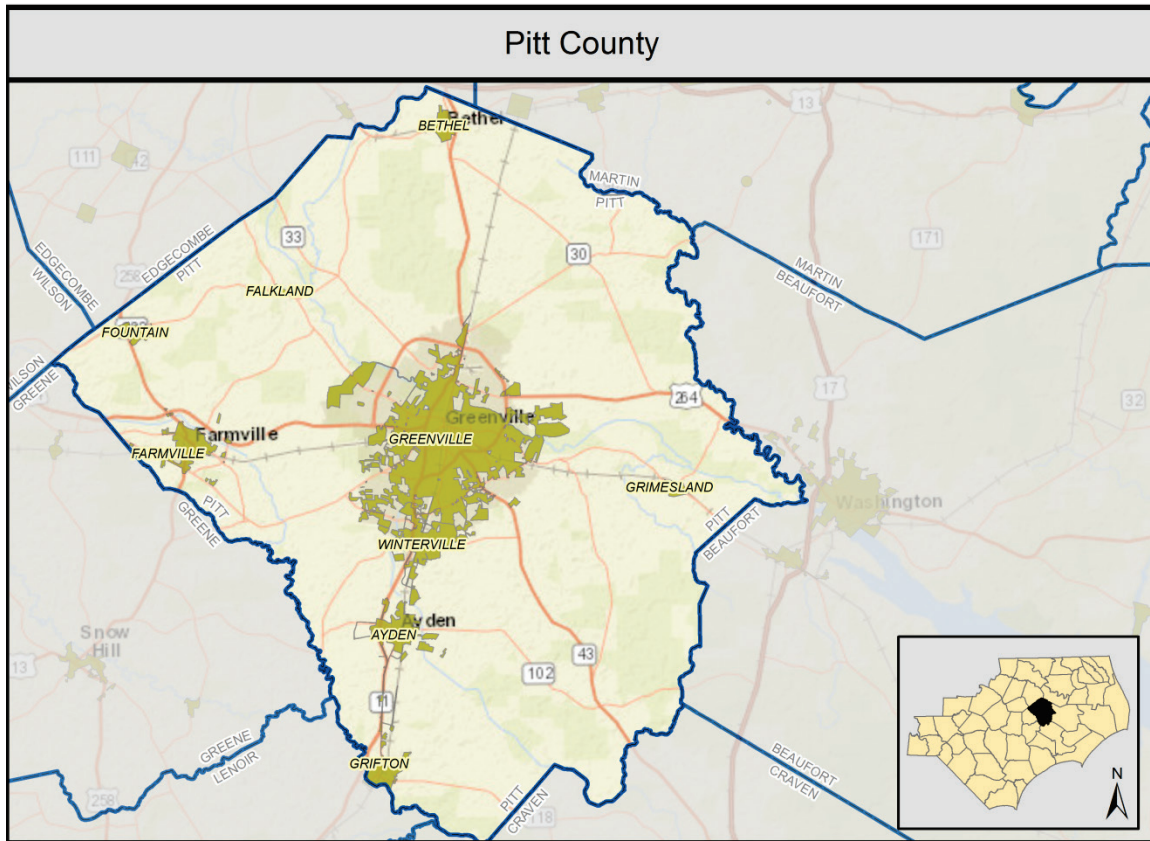 Pitt County
13
BETHEL
Bethel
111
42
MARTIN
PITT
33
30
171
EDGECOMBE
WILSON
EDGECOMBE
PITT
258
MARTIN
BEAUFORT
FALKLAND
FOUNTAIN
WILSON
GREENE
17
264
32
Greenville
GREENVILLE
Farmville
FARMVILLE
GRIMESLAND
Washington
PITT
GREENE
PITT
BEAUFORT
WINTERVILLE
Ayden
AYDEN
Snow
Hill
13
43
102
11
GREENE
LENOIR
GRIFTON
BEAUFORT
CRAVEN
PITT
CRAVEN
258
118
N